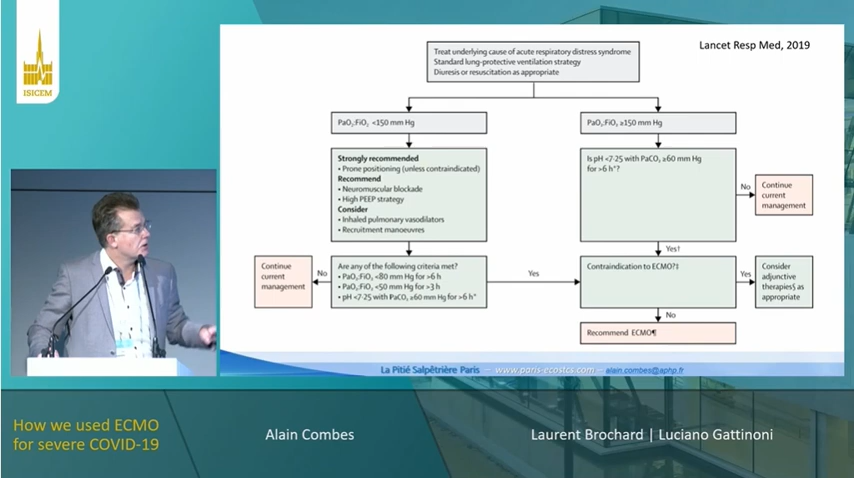 ISICEM
Lancet Resp Med, 2019
Treat underlying cause of acute respiratory distress syndrome
Standard lung-protective ventilation strategy
Diuresis or resuscitation as appropriate
PaO₂:FiO₂ <150 mm Hg
PaO₂:FiO₂ ≥150 mm Hg
Strongly recommended
• Prone positioning (unless contraindicated)
Recommend
• Neuromuscular blockade
• High PEEP strategy
Consider
• Inhaled pulmonary vasodilators
• Recruitment manoeuvres
Is pH <7·25 with PaCO₂ ≥60 mm Hg
for >6 h*?
No
Continue
current
management
Yes†
Continue
current
management
No
Are any of the following criteria met?
• PaO₂:FiO₂ <80 mm Hg for >6 h
• PaO₂:FiO₂ <50 mm Hg for >3 h
• pH <7·25 with PaCO₂ ≥60 mm Hg for >6 h*
Yes
Contraindication to ECMO?‡
Yes
Consider
adjunctive
therapies§ as
appropriate
No
Recommend ECMO¶
La Pitié Salpêtrière Paris – www.paris-ecostcs.com – alain.combes@aphp.fr
How we used ECMO
for severe COVID-19
Alain Combes
Laurent Brochard | Luciano Gattinoni